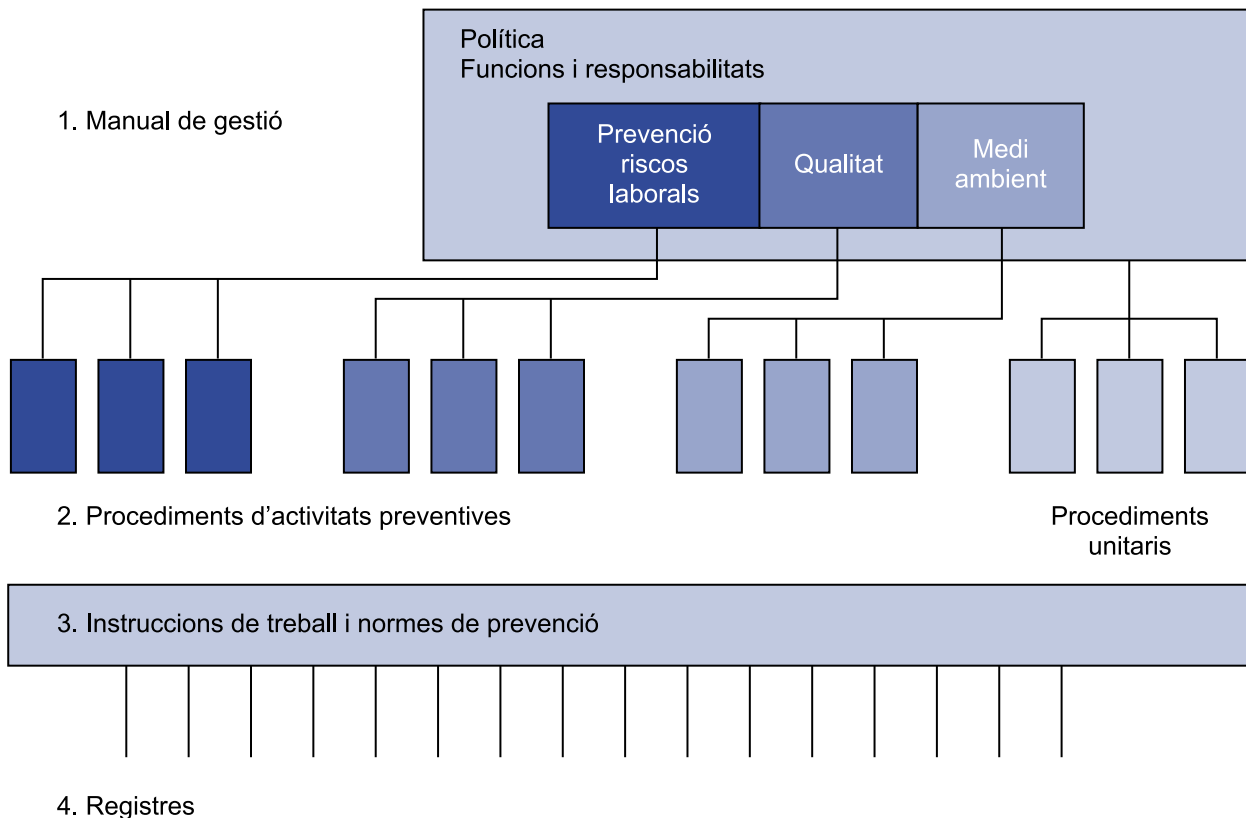 Política
Funcions i responsabilitats
1. Manual de gestió
Prevenció
riscos
laborals
Qualitat
Medi
ambient
2. Procediments d’activitats preventives
Procediments
unitaris
3. Instruccions de treball i normes de prevenció
4. Registres